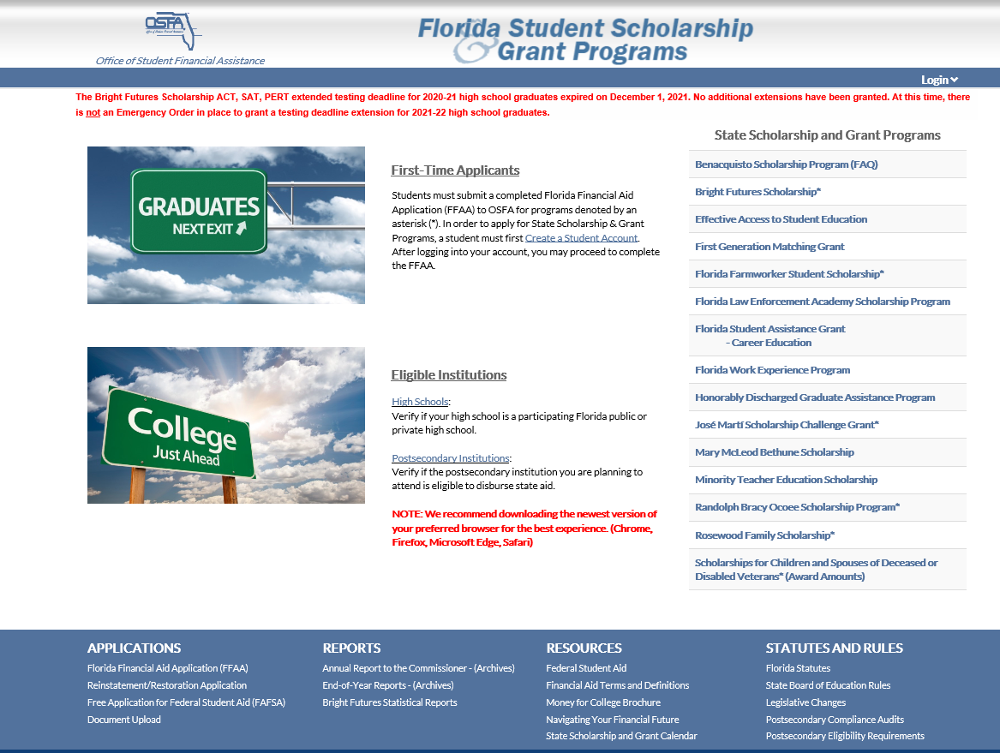 OSFA
Office of Student Financial Assistance
Office of Student Financial Assistance
Florida Student Scholarship
& Grant Programs
Login
The Bright Futures Scholarship ACT, SAT, PERT extended testing deadline for 2020-21 high school graduates expired on December 1, 2021. No additional extensions have been granted. At this time, there
is not an Emergency Order in place to grant a testing deadline extension for 2021-22 high school graduates.
GRADUATES
NEXT EXIT
First-Time Applicants
Students must submit a completed Florida Financial Aid
Application (FFAA) to OSFA for programs denoted by an
asterisk (*). In order to apply for State Scholarship & Grant
Programs, a student must first Create a Student Account.
After logging into your account, you may proceed to complete
the FFAA.
College
Just Ahead
Eligible Institutions
High Schools:
Verify if your high school is a participating Florida public or
private high school.
Postsecondary Institutions:
Verify if the postsecondary institution you are planning to
attend is eligible to disburse state aid.
NOTE: We recommend downloading the newest version of
your preferred browser for the best experience. (Chrome,
Firefox, Microsoft Edge, Safari)
State Scholarship and Grant Programs
Benacquisto Scholarship Program (FAQ)
Bright Futures Scholarship*
Effective Access to Student Education
First Generation Matching Grant
Florida Farmworker Student Scholarship*
Florida Law Enforcement Academy Scholarship Program
Florida Student Assistance Grant
- Career Education
Florida Work Experience Program
Honorably Discharged Graduate Assistance Program
José Martí Scholarship Challenge Grant*
Mary McLeod Bethune Scholarship
Minority Teacher Education Scholarship
Randolph Bracy Ocoee Scholarship Program*
Rosewood Family Scholarship*
Scholarships for Children and Spouses of Deceased or
Disabled Veterans* (Award Amounts)
APPLICATIONS
Florida Financial Aid Application (FFAA)
Reinstatement/Restoration Application
Free Application for Federal Student Aid (FAFSA)
Document Upload
REPORTS
Annual Report to the Commissioner - (Archives)
End-of-Year Reports - (Archives)
Bright Futures Statistical Reports
RESOURCES
Federal Student Aid
Financial Aid Terms and Definitions
Money for College Brochure
Navigating Your Financial Future
State Scholarship and Grant Calendar
STATUTES AND RULES
Florida Statutes
State Board of Education Rules
Legislative Changes
Postsecondary Compliance Audits
Postsecondary Eligibility Requirements